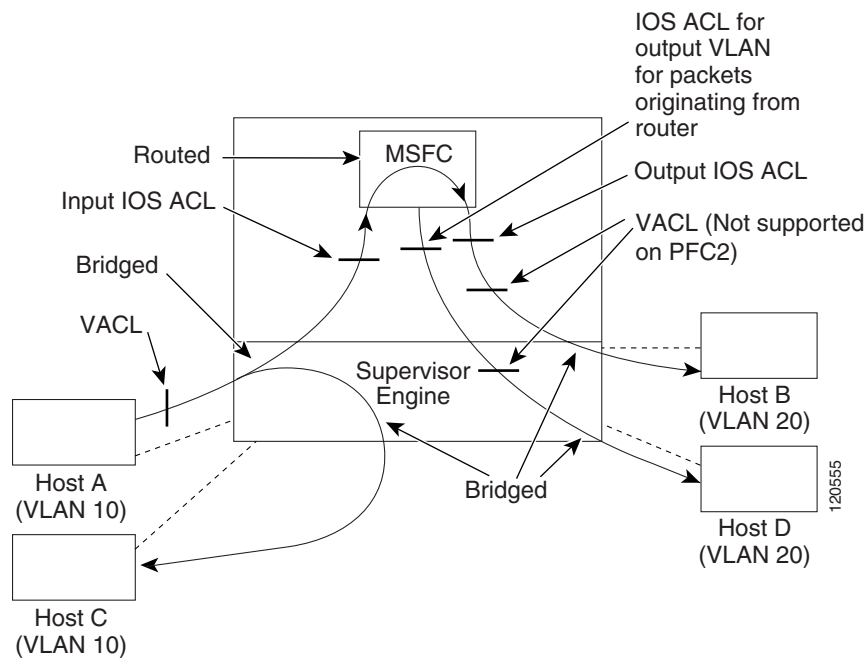 IOS ACL for
output VLAN
for packets
originating from
router
Routed
MSFC
Output IOS ACL
Input IOS ACL
VACL (Not supported
on PFC2)
Bridged
VACL
Supervisor
Engine
Host B
(VLAN 20)
Bridged
Host A
(VLAN 10)
Host D
(VLAN 20)
120555
Host C
(VLAN 10)